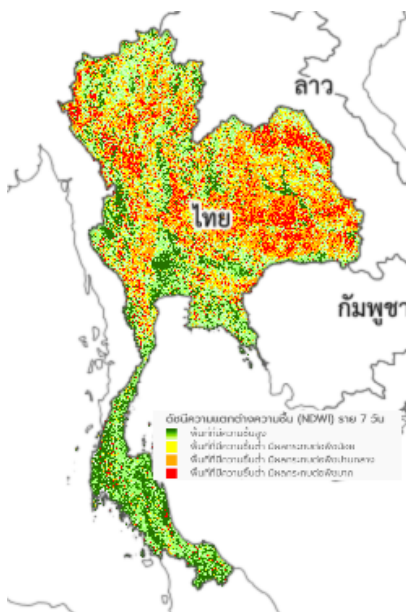 ลาว
ไทย
กัมพูชา
ดัชนีความแตกต่างความชื้น (NDWI) ราย 7 วัน
พื้นที่ที่มีความชื้นสูง
พื้นที่ที่มีความชื้นต่ำ มีผลกระทบต่อพืชน้อย
พื้นที่ที่มีความชื้นต่ำ มีผลกระทบต่อพืชปานกลาง
พื้นที่ที่มีความชื้นต่ำ มีผลกระทบต่อพืชมาก